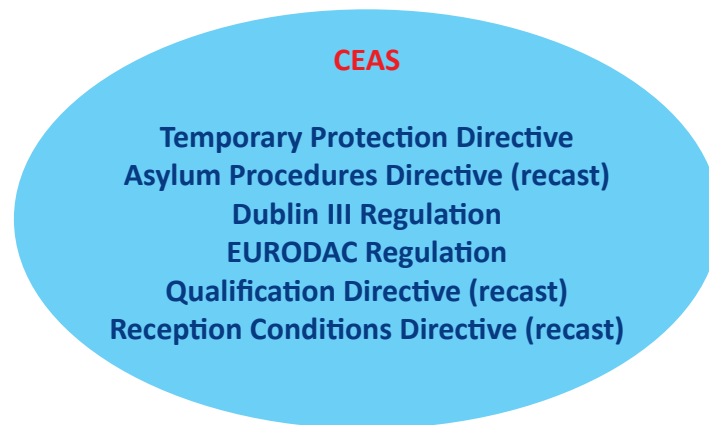 CEAS
Temporary Protection Directive
Asylum Procedures Directive (recast)
Dublin III Regulation
EURODAC Regulation
Qualification Directive (recast)
Reception Conditions Directive (recast)